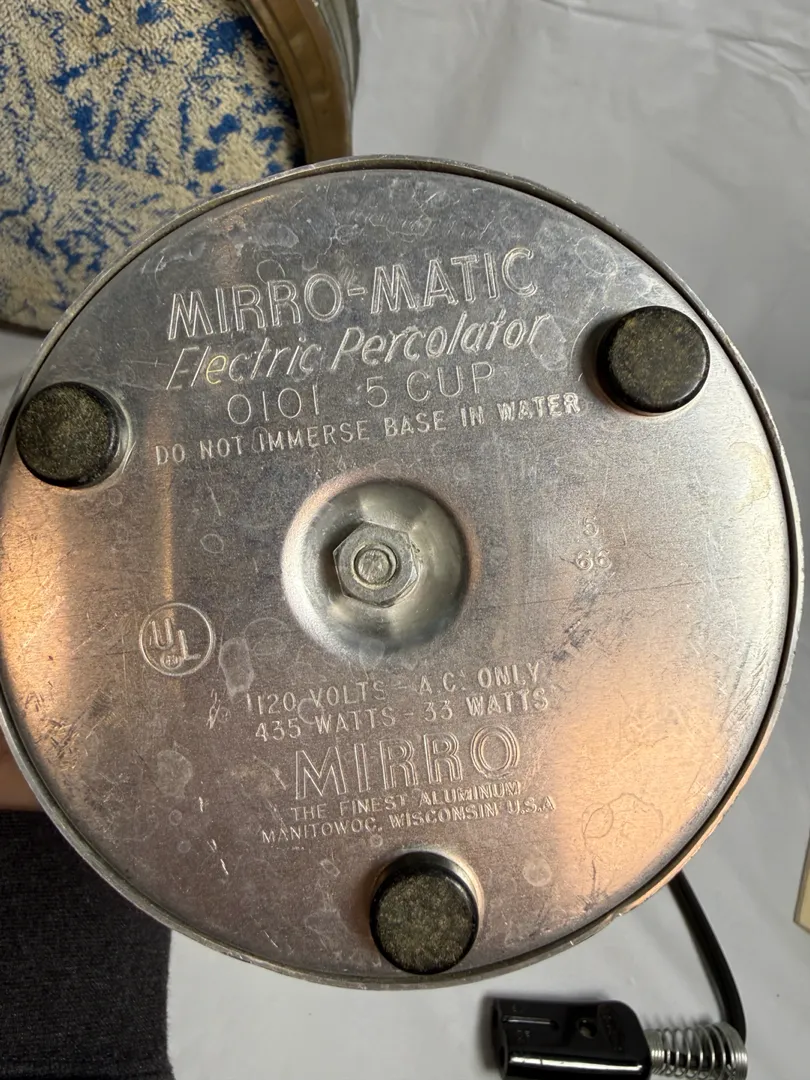 MIRRO-MATIC
Electric Percolator
0101 5 CUP
DO NOT IMMERSE BASE IN WATER
66
UL
120 VOLTS - A.C. ONLY
435 WATTS - 33 WATTS
MIRRO
THE FINEST ALUMINUM
MANITOWOC, WISCONSIN U.S.A